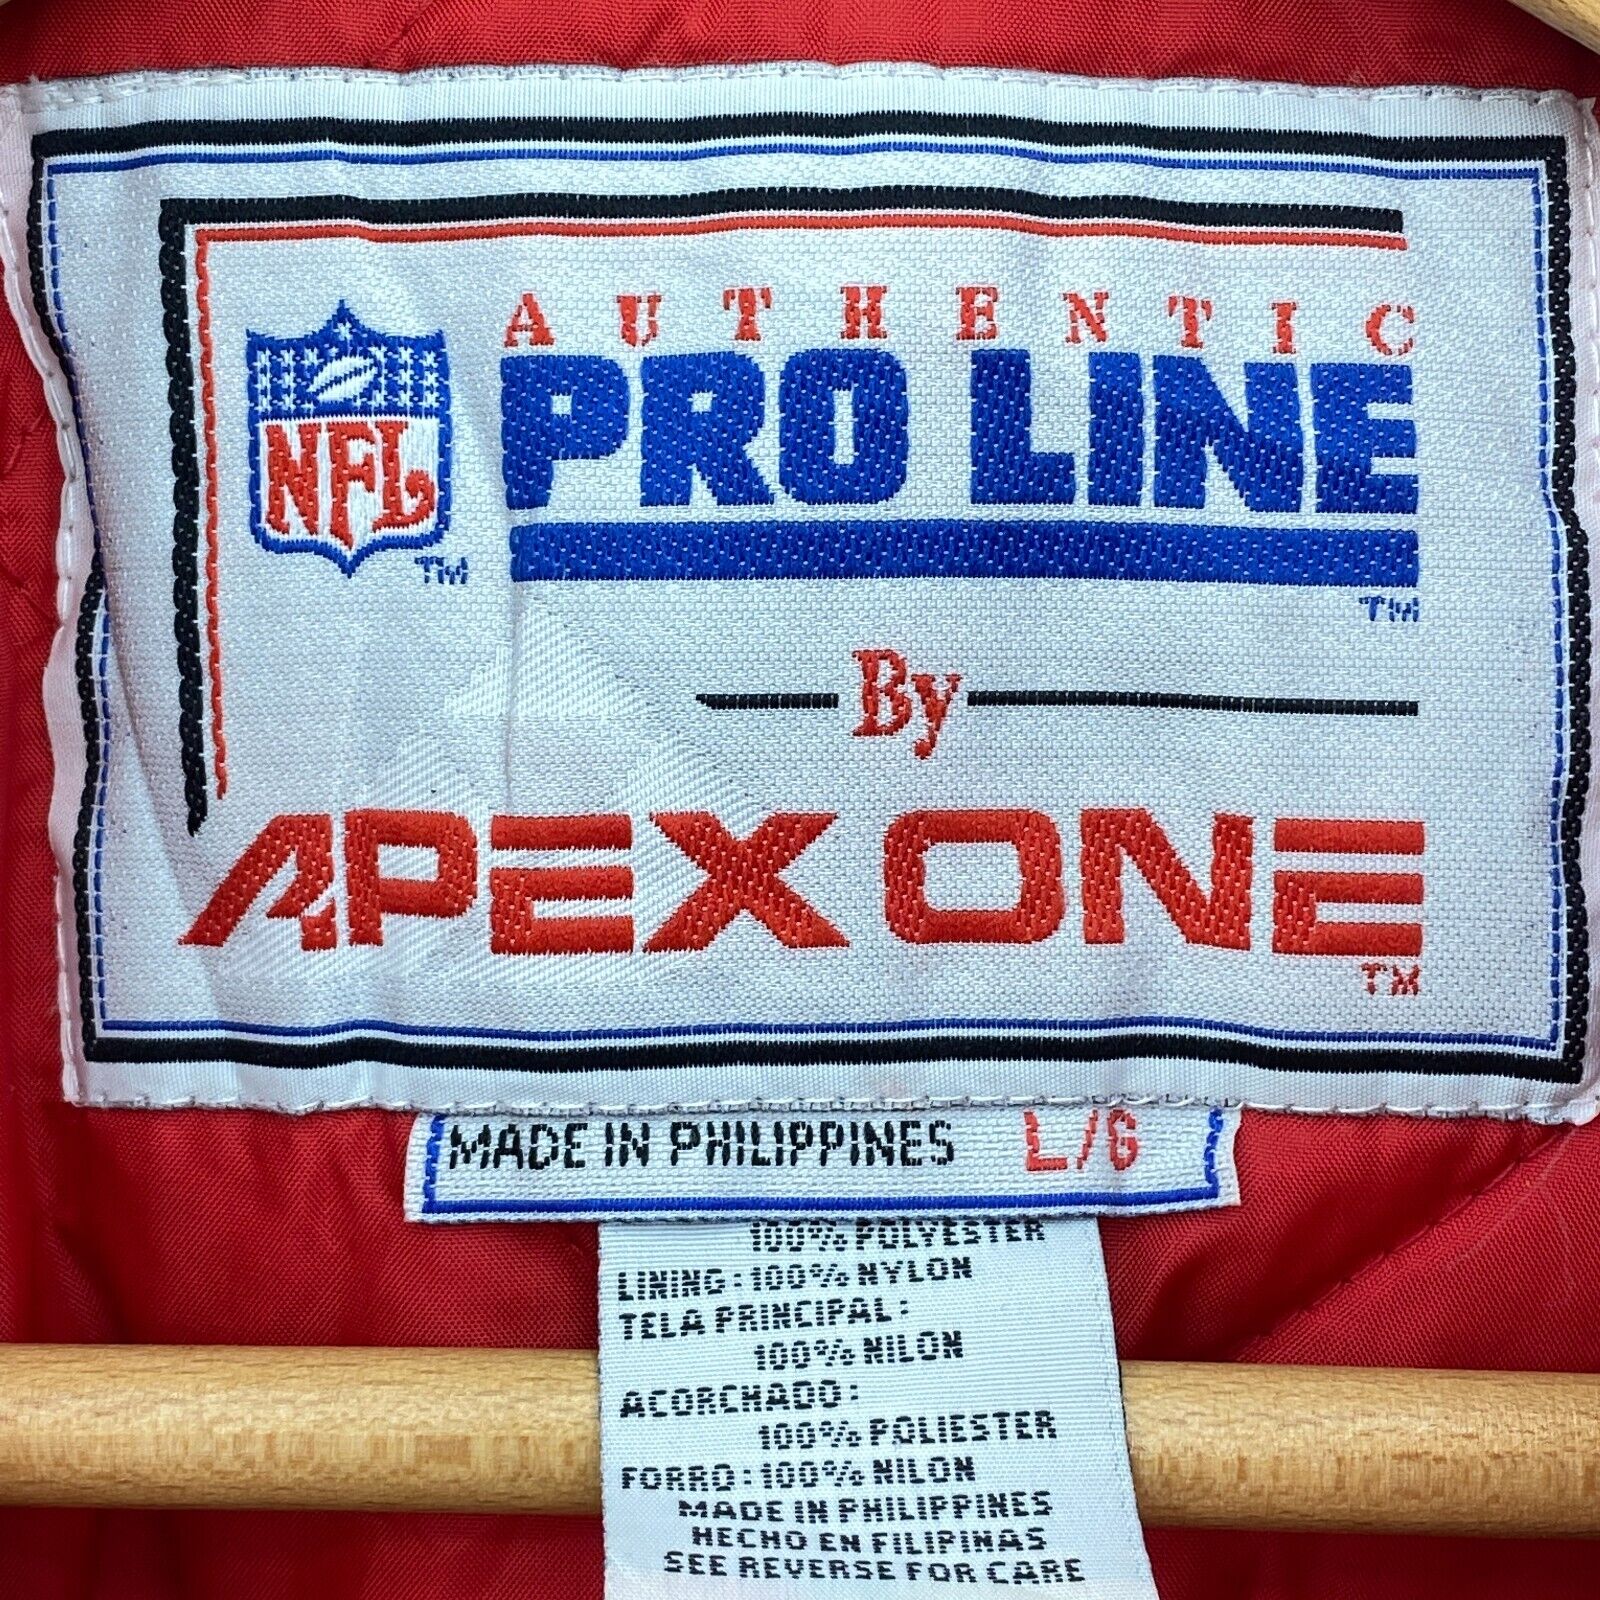 AUTHENTIC
NFL
TM
PRO LINE
TM
By
APEX ONE
TM
MADE IN PHILIPPINES L/G
100% POLYESTER
LINING: 100% NYLON
TELA PRINCIPAL:
100% NILON
ACORCHADO:
100% POLIESTER
FORRO: 100% NILON
MADE IN PHILIPPINES
HECHO EN FILIPINAS
SEE REVERSE FOR CARE